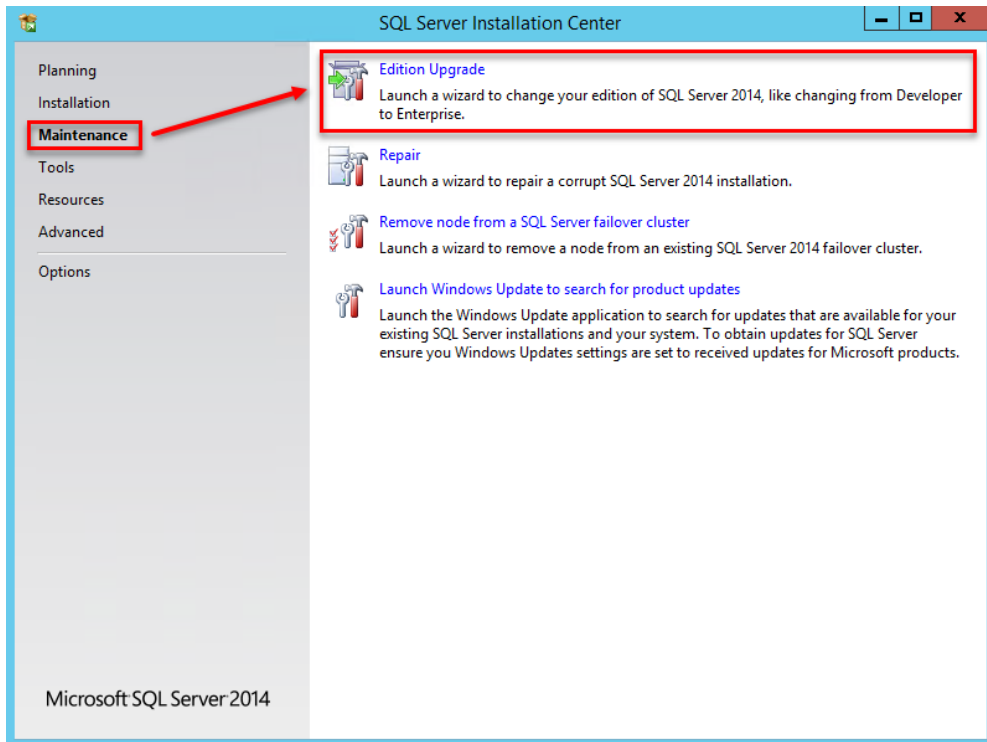 SQL Server Installation Center
Planning
Installation
Maintenance
Tools
Resources
Advanced
Options
Edition Upgrade
Launch a wizard to change your edition of SQL Server 2014, like changing from Developer
to Enterprise.
Repair
Launch a wizard to repair a corrupt SQL Server 2014 installation.
Remove node from a SQL Server failover cluster
Launch a wizard to remove a node from an existing SQL Server 2014 failover cluster.
Launch Windows Update to search for product updates
Launch the Windows Update application to search for updates that are available for your
existing SQL Server installations and your system. To obtain updates for SQL Server
ensure you Windows Updates settings are set to received updates for Microsoft products.
Microsoft SQL Server 2014